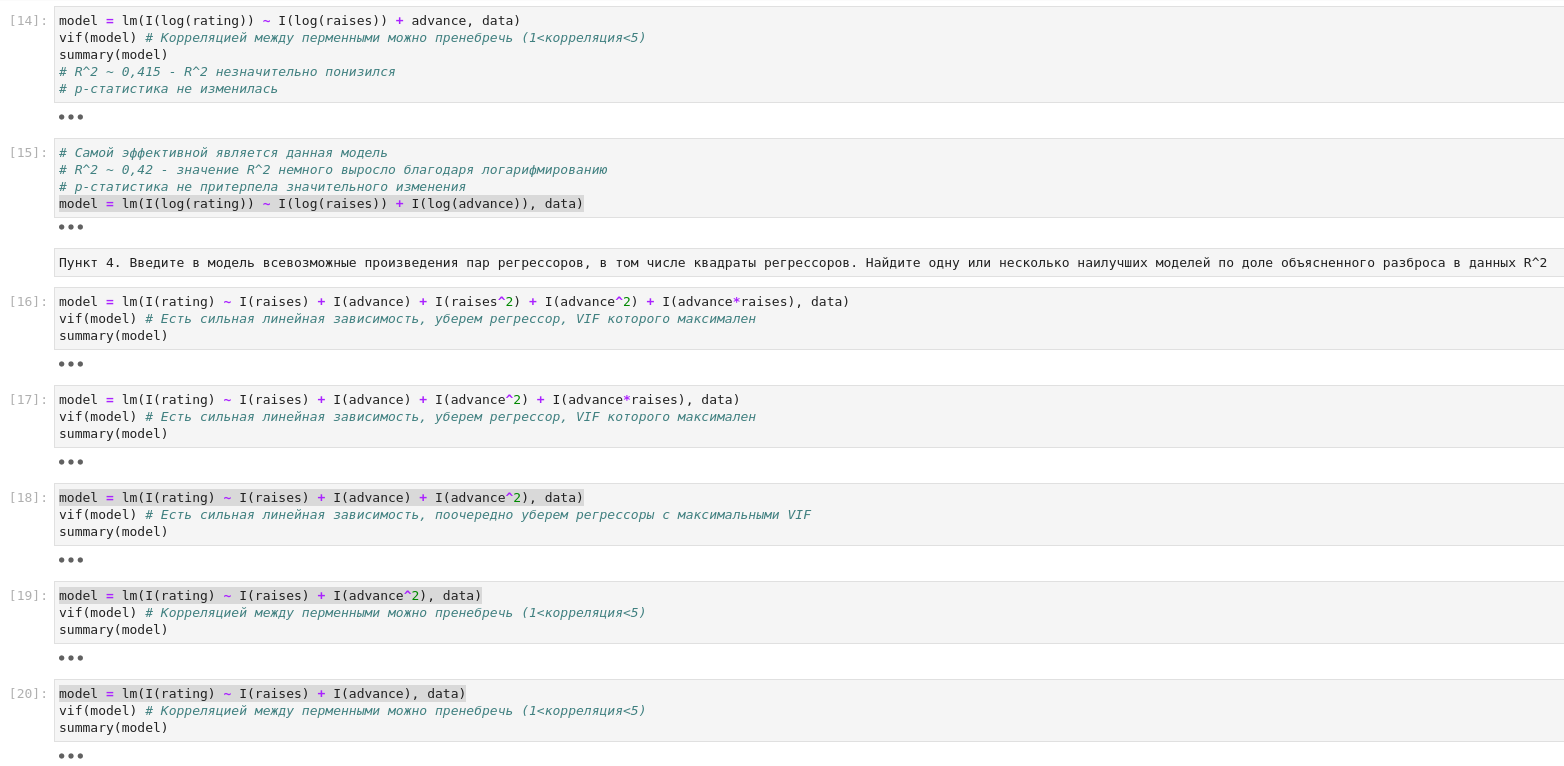 [14]: model = lm(I(log(rating)) ~ I(log(raises)) + advance, data)
vif(model) # Корреляцией между перменными можно пренебречь (1<корреляция<5)
summary(model)
# R^2 ~ 0,415 - R^2 незначительно понизился
# p-статистика не изменилась
[15]: # Самой эффективной является данная модель
# R^2 ~ 0,42 - значение R^2 немного выросло благодаря логарифмированию
# p-статистика не притерпела значительного изменения
model = lm(I(log(rating)) ~ I(log(raises)) + I(log(advance)), data)
Пункт 4. Введите в модель всевозможные произведения пар регрессоров, в том числе квадраты регрессоров. Найдите одну или несколько наилучших моделей по доле объясненного разброса в данных R^2
[16]: model = lm(I(rating) ~ I(raises) + I(advance) + I(raises^2) + I(advance^2) + I(advance*raises), data)
vif(model) # Есть сильная линейная зависимость, уберем регрессор, VIF которого максимален
summary(model)
[17]: model = lm(I(rating) ~ I(raises) + I(advance) + I(advance^2) + I(advance*raises), data)
vif(model) # Есть сильная линейная зависимость, уберем регрессор, VIF которого максимален
summary(model)
[18]: model = lm(I(rating) ~ I(raises) + I(advance) + I(advance^2), data)
vif(model) # Есть сильная линейная зависимость, поочередно уберем регрессоры с максимальными VIF
summary(model)
[19]: model = lm(I(rating) ~ I(raises) + I(advance^2), data)
vif(model) # Корреляцией между перменными можно пренебречь (1<корреляция<5)
summary(model)
[20]: model = lm(I(rating) ~ I(raises) + I(advance), data)
vif(model) # Корреляцией между перменными можно пренебречь (1<корреляция<5)
summary(model)